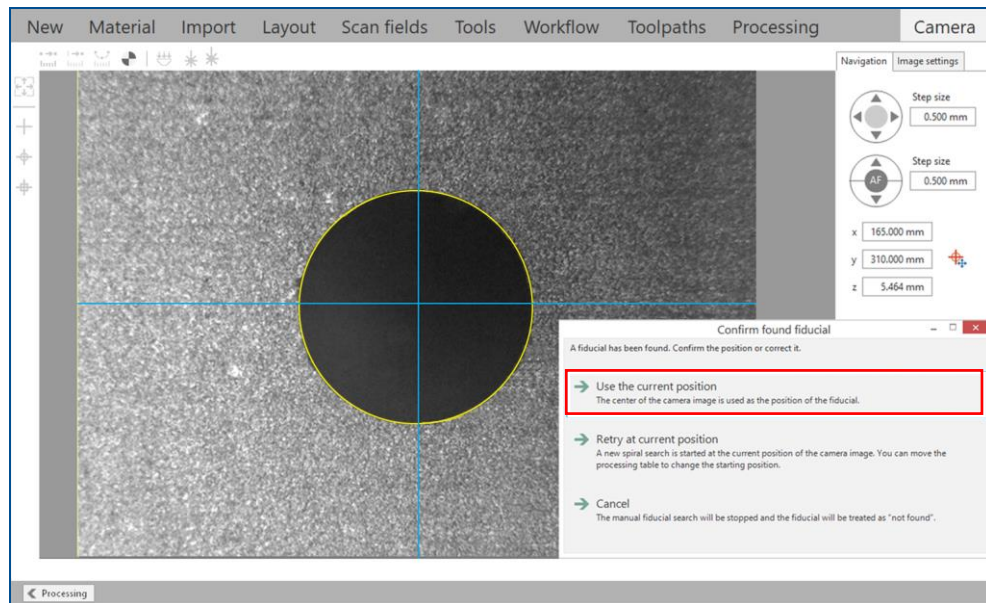 New Material Import Layout Scan fields Tools Workflow Toolpaths Processing Camera
Navigation Image settings
Step size
0.500 mm
Step size
AF
0.500 mm
x 165.000 mm
y 310.000 mm
z 5.464 mm
Confirm found fiducial
A fiducial has been found. Confirm the position or correct it.
Use the current position
The center of the camera image is used as the position of the fiducial.
Retry at current position
A new spiral search is started at the current position of the camera image. You can move the
processing table to change the starting position.
Cancel
The manual fiducial search will be stopped and the fiducial will be treated as "not found".
Processing